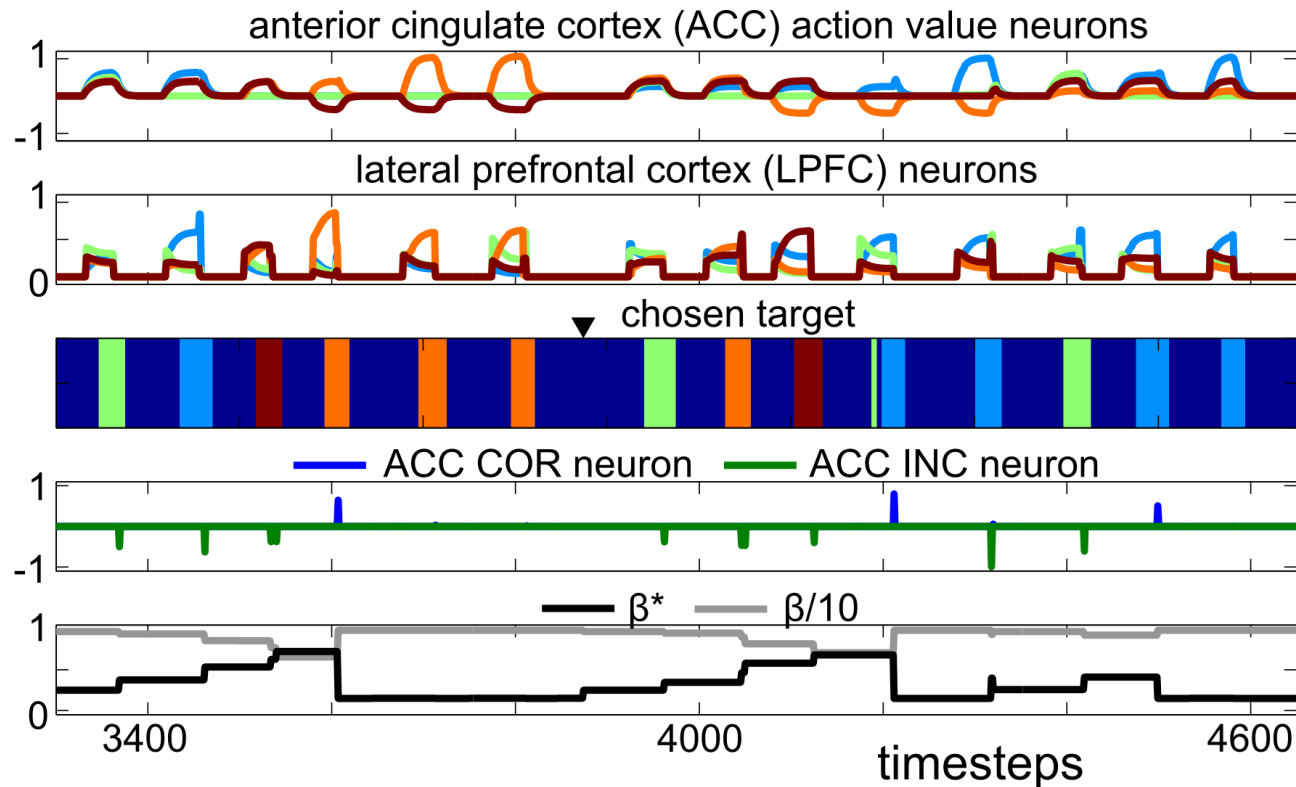 anterior cingulate cortex (ACC) action value neurons
1
-1
lateral prefrontal cortex (LPFC) neurons
1
0
chosen target
ACC COR neuron ACC INC neuron
1
-1
β* β/10
1
0
3400 4000 4600
timesteps